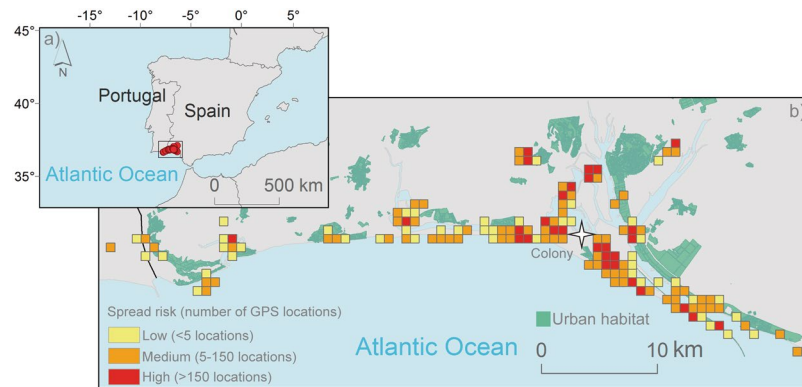 -15° -10° -5° 0° 5°
a)
N
45°
40°
35°
Portugal
Spain
Atlantic Ocean
0 500 km
b)
Colony
Spread risk (number of GPS locations)
Low (<5 locations)
Medium (5-150 locations)
High (>150 locations)
Urban habitat
Atlantic Ocean
0 10 km